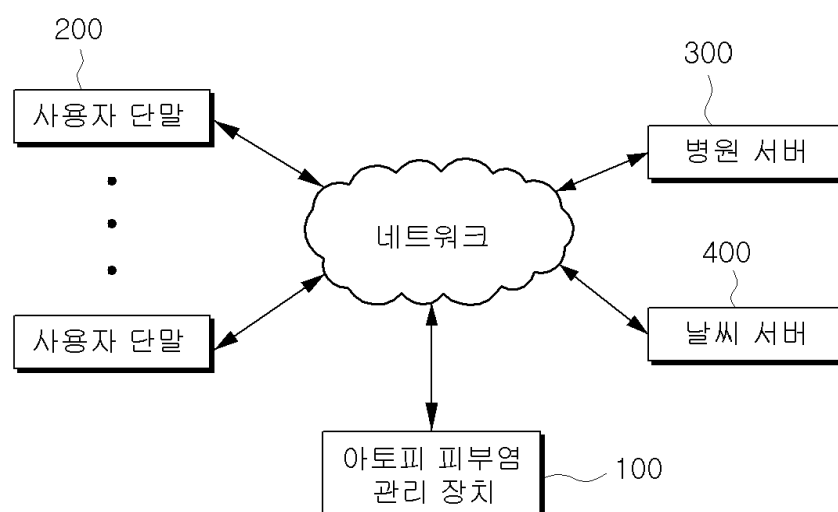 200
사용자 단말
300
병원 서버
네트워크
400
날씨 서버
사용자 단말
아토피 피부염
관리 장치
100